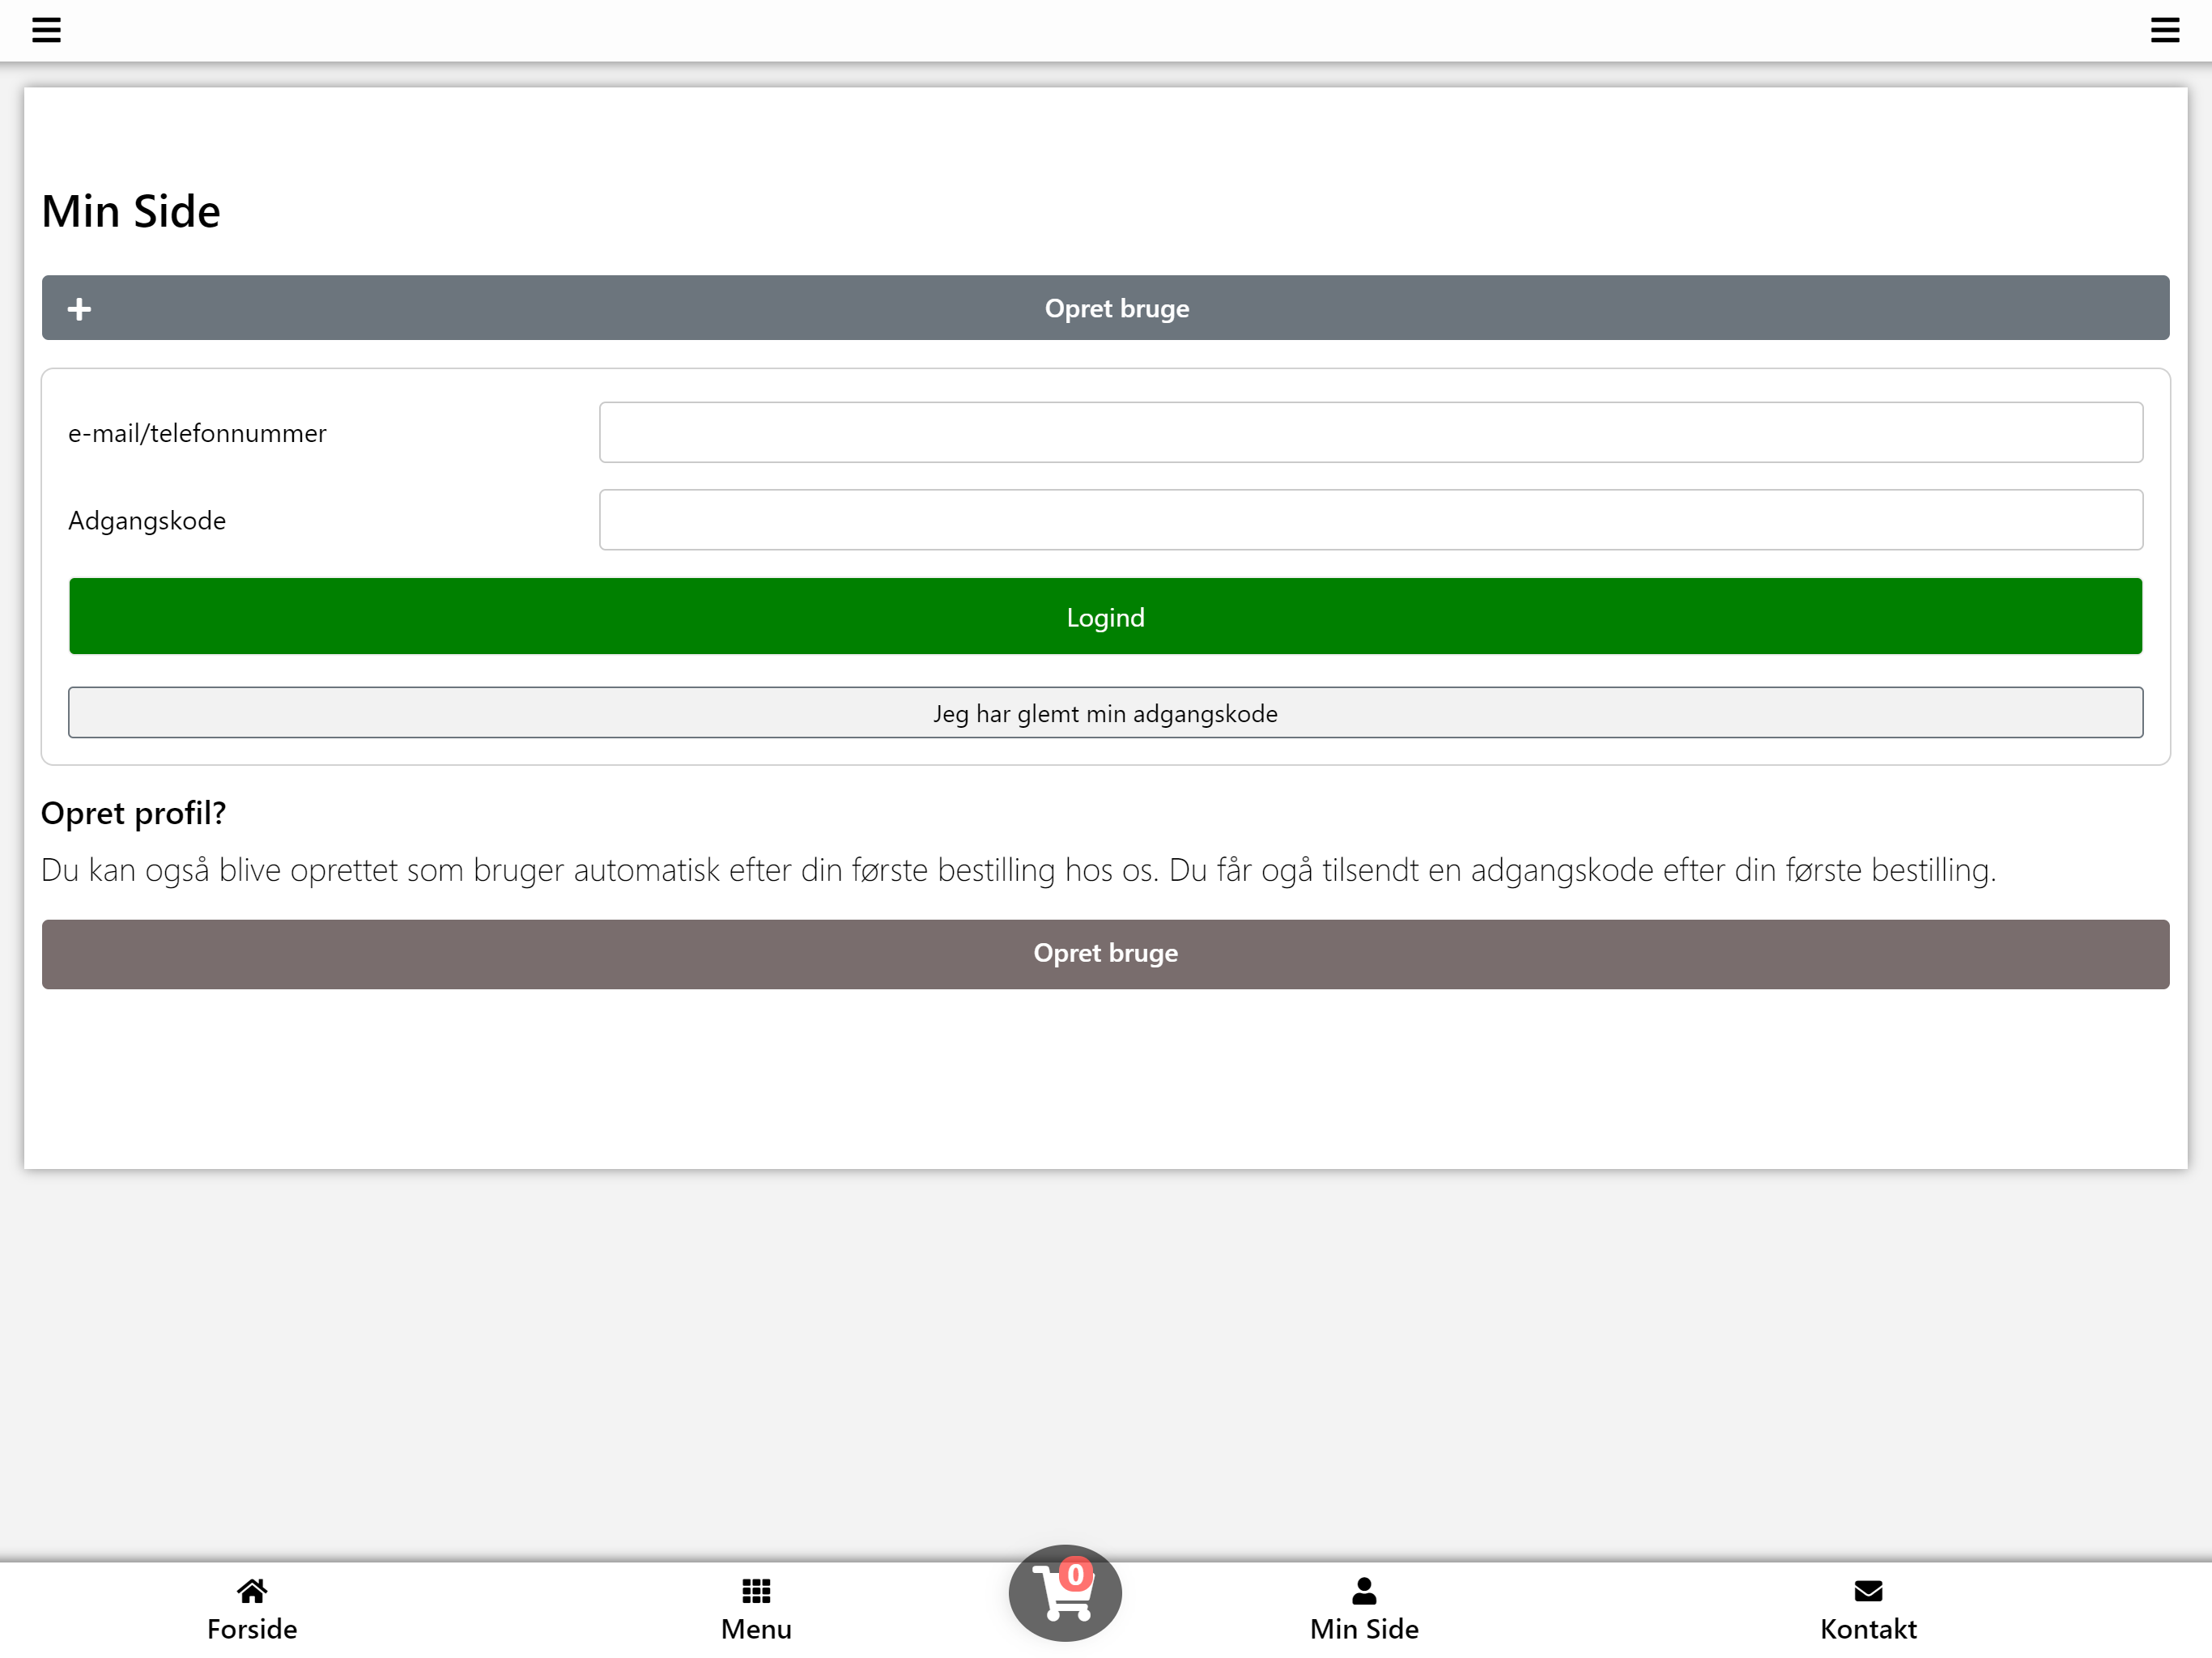 Min Side
Opret bruge
e-mail/telefonnummer
Adgangskode
Logind
Jeg har glemt min adgangskode
Opret profil?
Du kan også blive oprettet som bruger automatisk efter din første bestilling hos os. Du får ogå tilsendt en adgangskode efter din første bestilling.
Opret bruge
0
Forside
Menu
Min Side
Kontakt